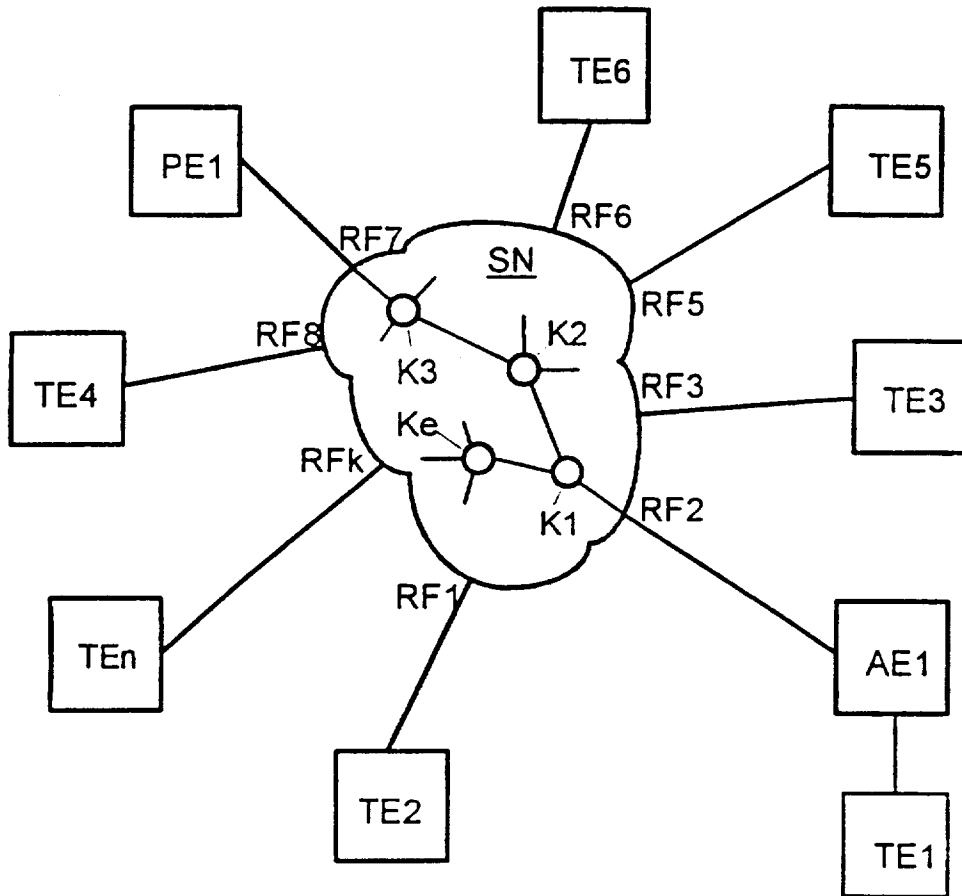 TE6
PE1
TE5
RF6
RF7
SN
RF5
RF8
K2
K3
RF3
TE4
TE3
Ke
RFk
K1
RF2
RF1
TEn
AE1
TE2
TE1